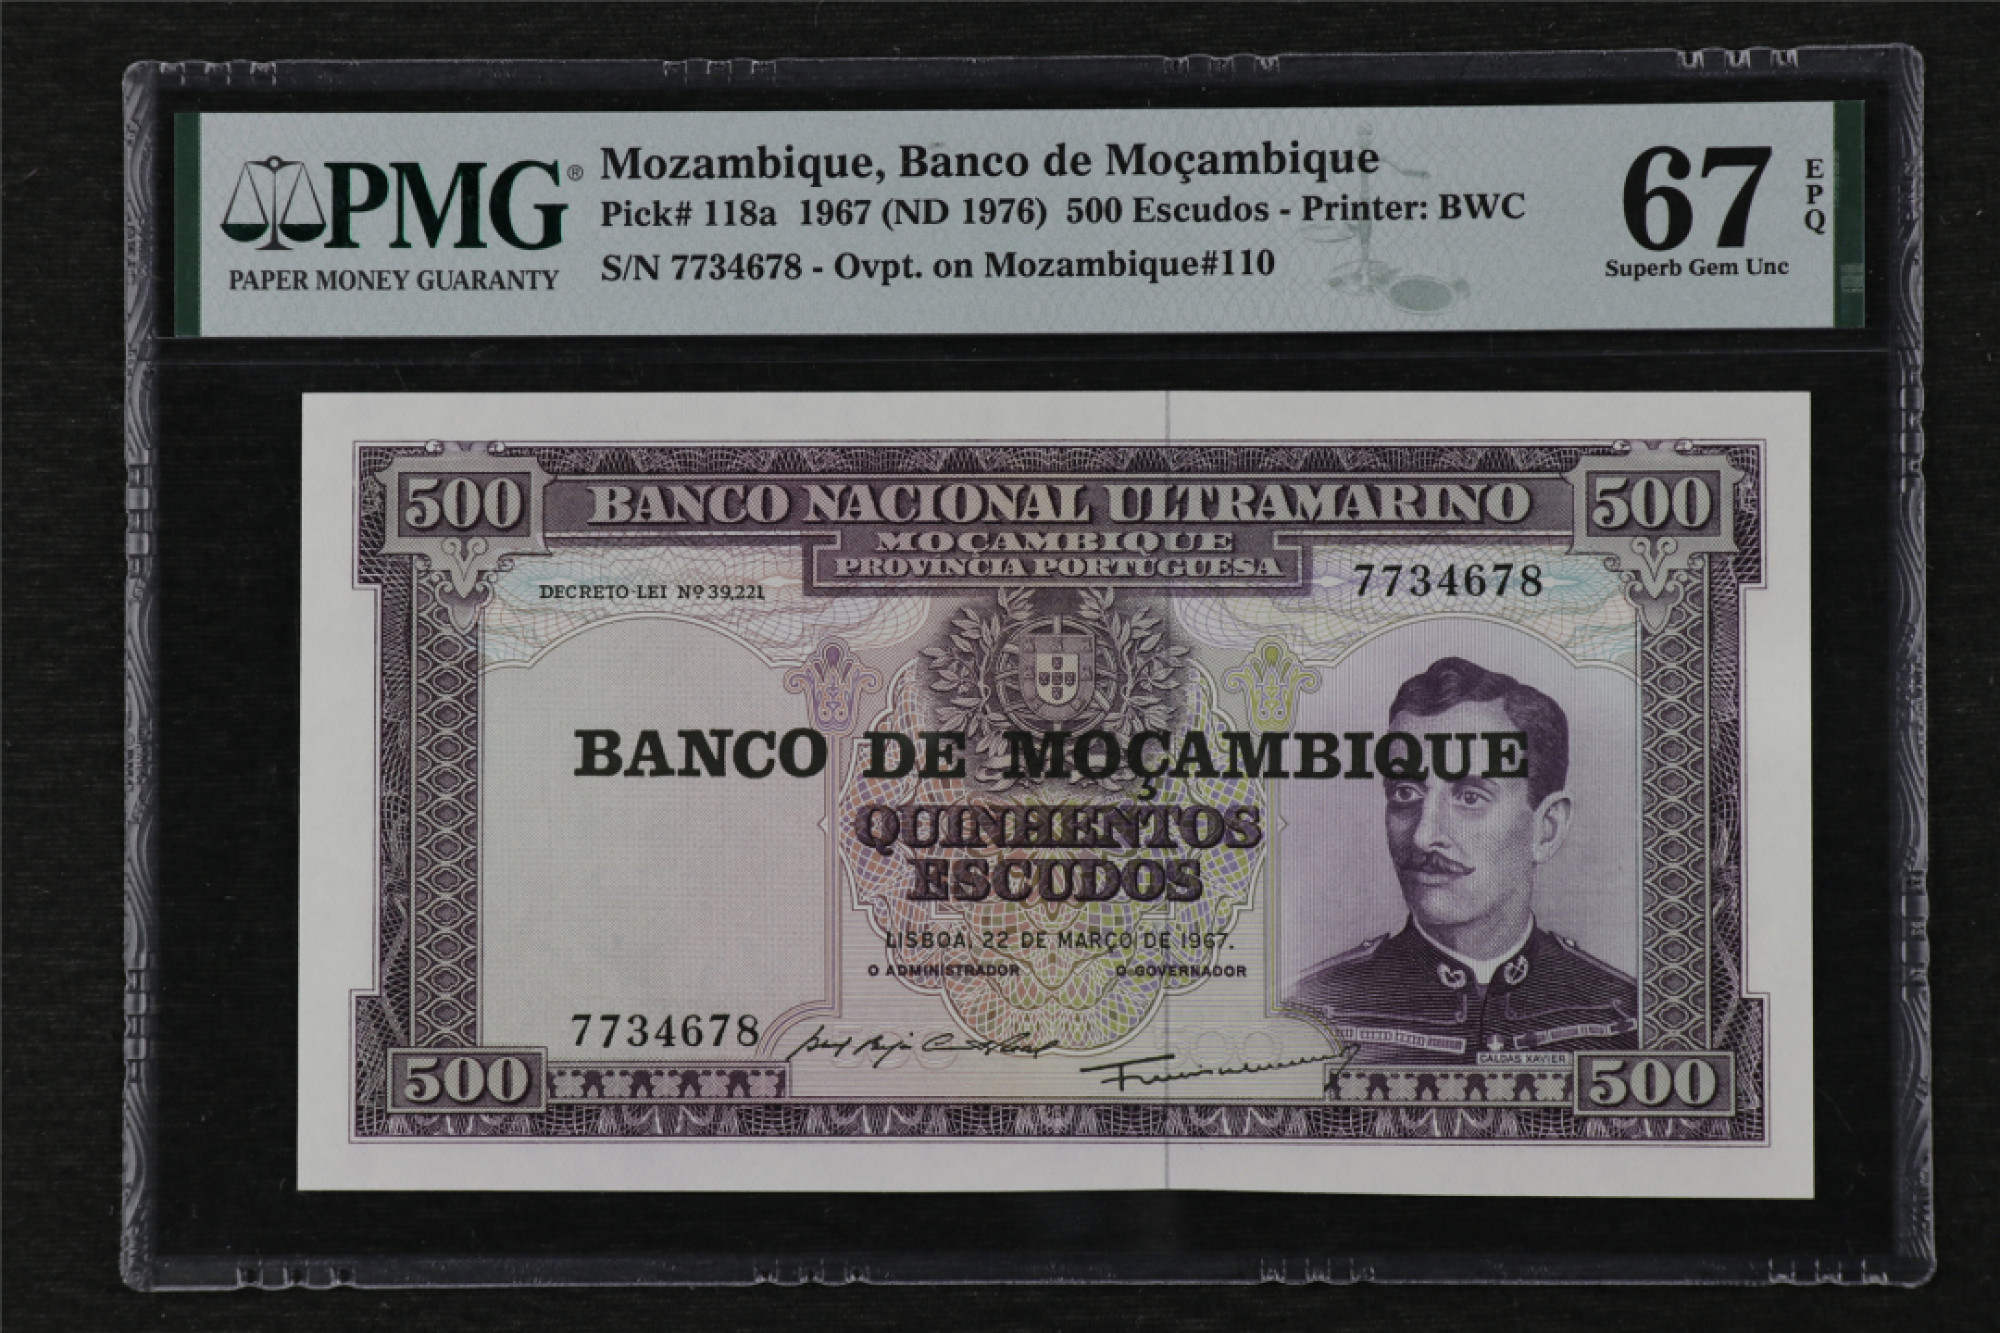 PMG®
PAPER MONEY GUARANTY
Mozambique, Banco de Moçambique
Pick# 118a 1967 (ND 1976) 500 Escudos - Printer: BWC
S/N 7734678 - Ovpt. on Mozambique#110
67
EPQ
Superb Gem Unc
500
BANCO NACIONAL ULTRAMARINO
500
MOÇAMBIQUE
PROVINCIA PORTUGUESA
DECRETO-LEI Nº 39,221
7734678
BANCO DE MOÇAMBIQUE
QUINHENTOS
ESCUDOS
LISBOA, 22 DE MARÇO DE 1967.
O ADMINISTRADOR
O GOVERNADOR
7734678
CALDAS XAVIER
500
500